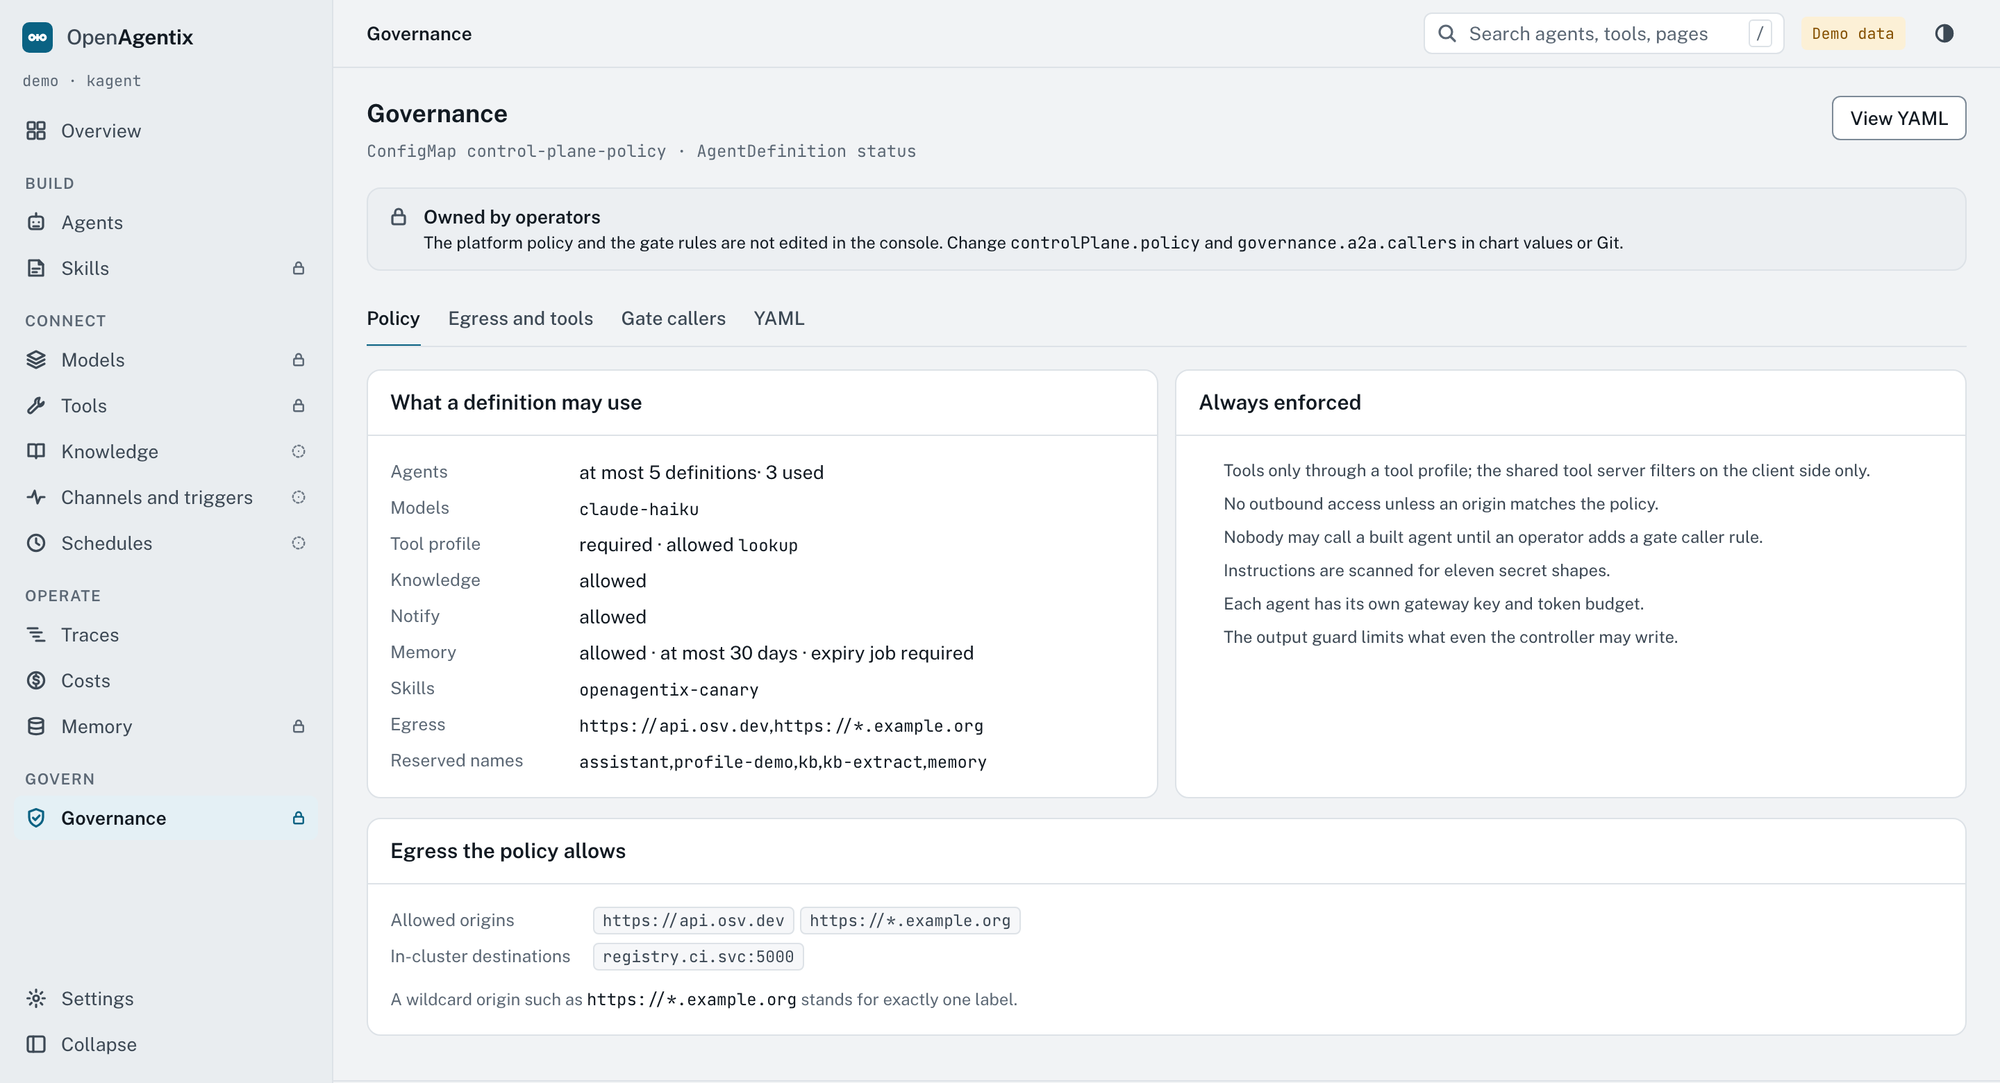 OpenAgentix
demo · kagent
Overview
BUILD
Agents
Skills
CONNECT
Models
Tools
Knowledge
Channels and triggers
Schedules
OPERATE
Traces
Costs
Memory
GOVERN
Governance
Settings
Collapse
Governance
Search agents, tools, pages /
Demo data
Governance
View YAML
ConfigMap control-plane-policy · AgentDefinition status
Owned by operators
The platform policy and the gate rules are not edited in the console. Change controlPlane.policy and governance.a2a.callers in chart values or Git.
Policy Egress and tools Gate callers YAML
What a definition may use
Agents at most 5 definitions· 3 used
Models claude-haiku
Tool profile required · allowed lookup
Knowledge allowed
Notify allowed
Memory allowed · at most 30 days · expiry job required
Skills openagentix-canary
Egress https://api.osv.dev,https://*.example.org
Reserved names assistant,profile-demo,kb,kb-extract,memory
Always enforced
Tools only through a tool profile; the shared tool server filters on the client side only.
No outbound access unless an origin matches the policy.
Nobody may call a built agent until an operator adds a gate caller rule.
Instructions are scanned for eleven secret shapes.
Each agent has its own gateway key and token budget.
The output guard limits what even the controller may write.
Egress the policy allows
Allowed origins https://api.osv.dev https://*.example.org
In-cluster destinations registry.ci.svc:5000
A wildcard origin such as https://*.example.org stands for exactly one label.